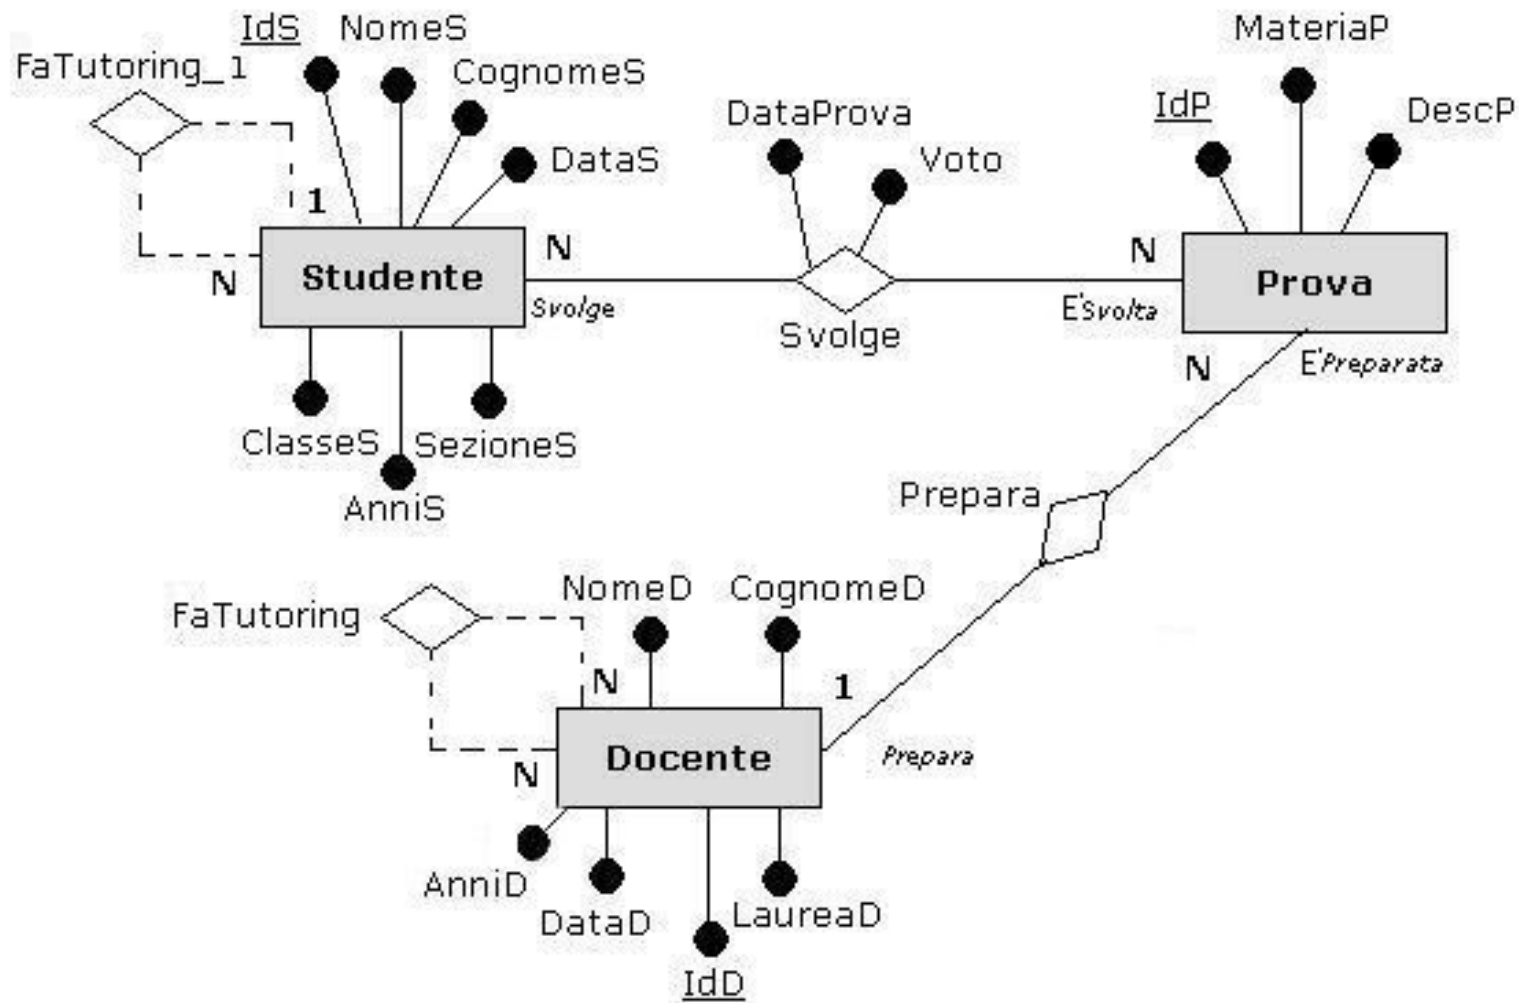 IdS
NomeS
MateriaP
FaTutoring_1
CognomeS
DataProva
IdP
DescP
DataS
Voto
1
N
N
N
Studente
Prova
Svolge
E'Svolta
Svolge
N
E'Preparata
ClasseS
SezioneS
AnniS
Prepara
NomeD
CognomeD
FaTutoring
N
1
Docente
Prepara
N
AnniD
DataD
LaureaD
IdD